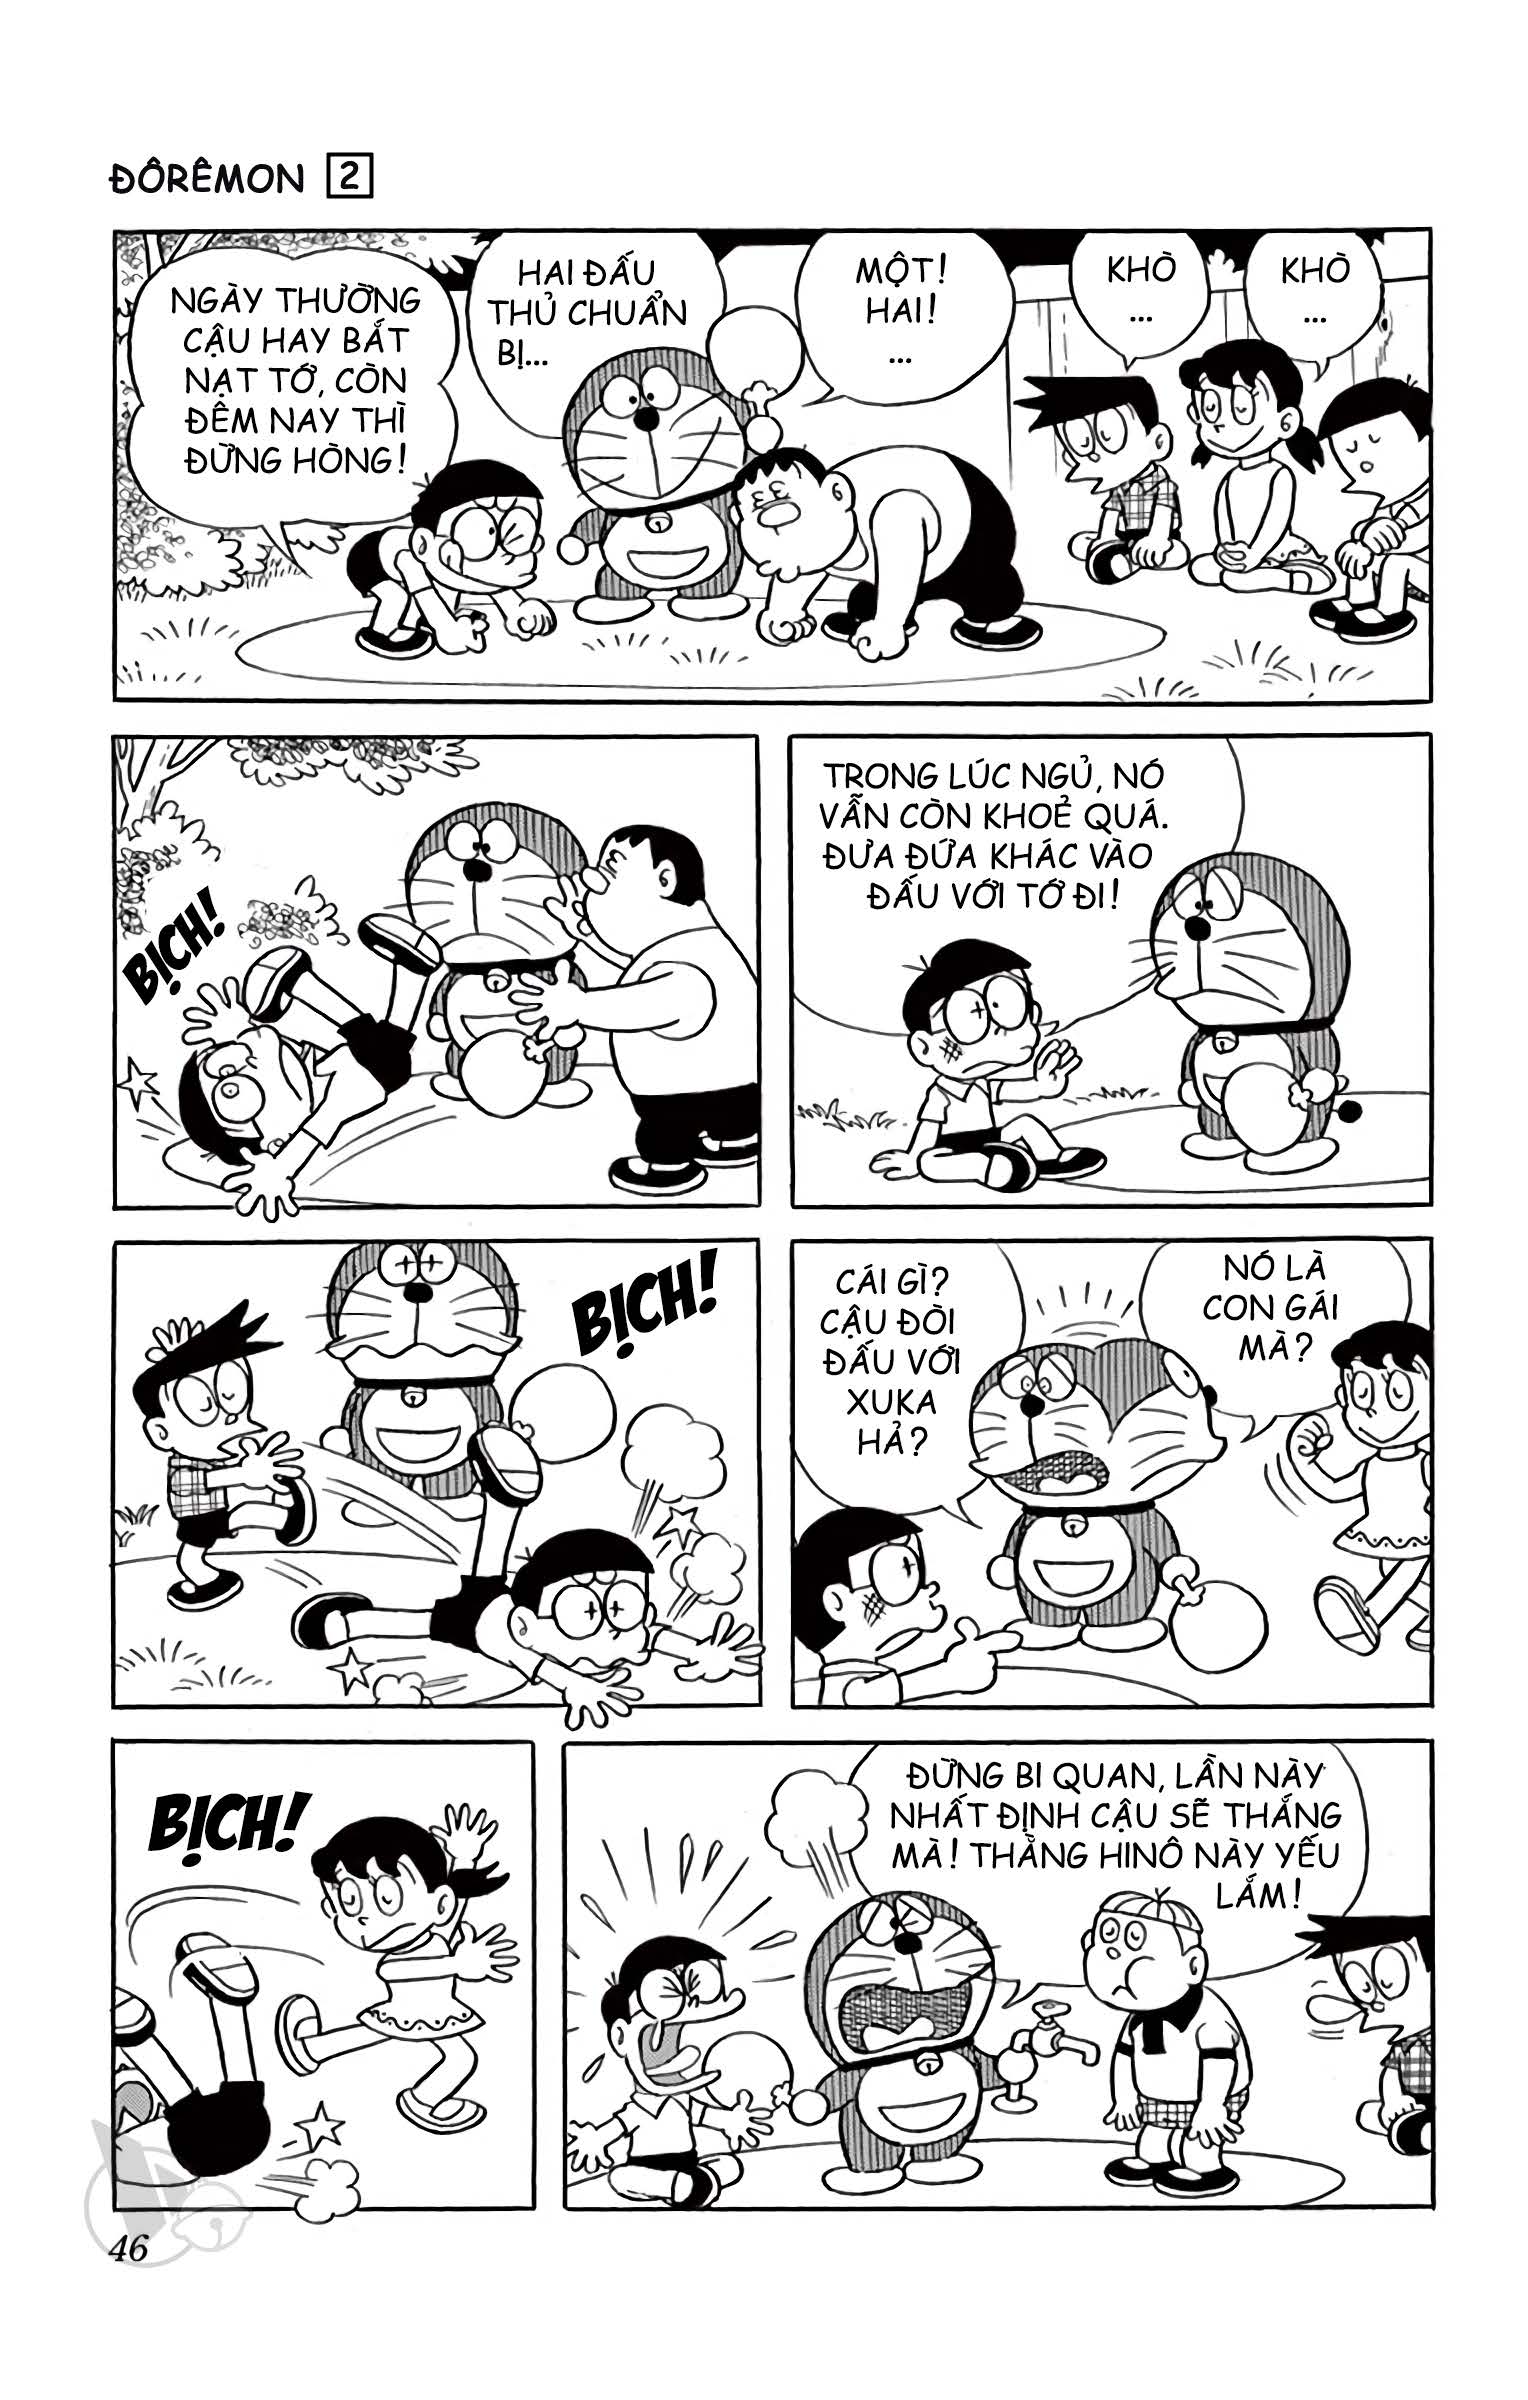 ĐÔRÊMON 2
NGÀY THƯỜNG
CẬU HAY BẮT
NẠT TỚ, CÒN
ĐÊM NAY THÌ
ĐỪNG HÒNG!
HAI ĐẤU
THỦ CHUẨN
BỊ...
MỘT!
HAI!
...
KHÒ
...
KHÒ
...
BỊCH!
TRONG LÚC NGỦ, NÓ
VẪN CÒN KHOẺ QUÁ.
ĐƯA ĐỨA KHÁC VÀO
ĐẤU VỚI TỚ ĐI!
BỊCH!
CÁI GÌ?
CẬU ĐÒI
ĐẤU VỚI
XUKA
HẢ?
NÓ LÀ
CON GÁI
MÀ?
BỊCH!
ĐỪNG BI QUAN, LẦN NÀY
NHẤT ĐỊNH CẬU SẼ THẮNG
MÀ! THẰNG HINÔ NÀY YẾU
LẮM!
46